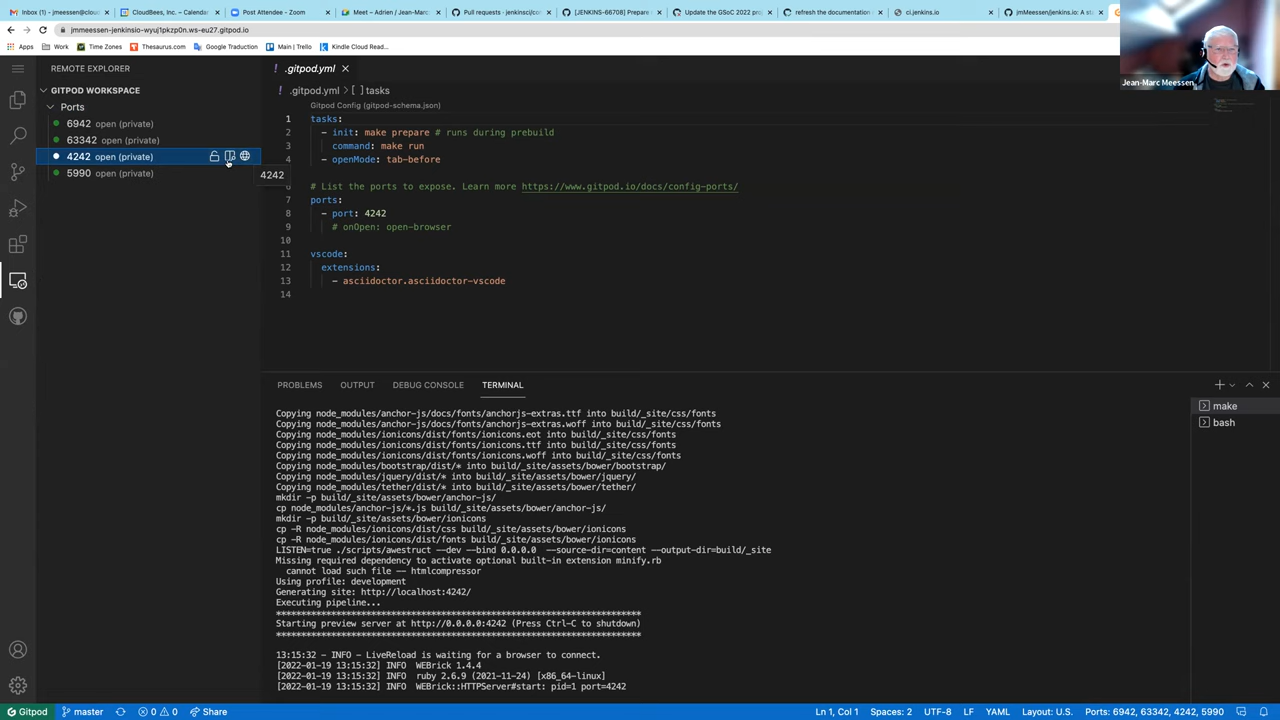 Inbox (1) - jmeessen@cloudbe
CloudBees, Inc. – Calenda
Post Attendee - Zoom
Meet – Adrien / Jean-Marc
Pull requests · jenkinsci/co
[JENKINS-66708] Prepare
Update the GSoC 2022 pro
refresh the documentation
ci.jenkins.io
jmMeessen/jenkins.io: A st
jmmeessen-jenkinsio-wyuj1pkzp0n.ws-eu27.gitpod.io
Apps
Work
Time Zones
Thesaurus.com
Google Traduction
Main | Trello
Kindle Cloud Read...
Jean-Marc Meessen
REMOTE EXPLORER
GITPOD WORKSPACE
Ports
6942 open (private)
63342 open (private)
4242 open (private)
5990 open (private)
4242
.gitpod.yml
.gitpod.yml > [ ] tasks
Gitpod Config (gitpod-schema.json)
1 tasks:
2 - init: make prepare # runs during prebuild
3 command: make run
4 - openMode: tab-before
6 # List the ports to expose. Learn more https://www.gitpod.io/docs/config-ports/
7 ports:
8 - port: 4242
9 # onOpen: open-browser
10
11 vscode:
12 extensions:
13 - asciidoctor.asciidoctor-vscode
14
PROBLEMS
OUTPUT
DEBUG CONSOLE
TERMINAL
make
bash
Copying node_modules/anchor-js/docs/fonts/anchorjs-extras.ttf into build/_site/css/fonts
Copying node_modules/anchor-js/docs/fonts/anchorjs-extras.woff into build/_site/css/fonts
Copying node_modules/ionicons/dist/fonts/ionicons.eot into build/_site/css/fonts
Copying node_modules/ionicons/dist/fonts/ionicons.ttf into build/_site/css/fonts
Copying node_modules/ionicons/dist/fonts/ionicons.woff into build/_site/css/fonts
Copying node_modules/bootstrap/dist/* into build/_site/assets/bower/bootstrap/
Copying node_modules/jquery/dist/* into build/_site/assets/bower/jquery/
Copying node_modules/tether/dist/* into build/_site/assets/bower/tether/
mkdir -p build/_site/assets/bower/anchor-js/
cp node_modules/anchor-js/*.js build/_site/assets/bower/anchor-js/
mkdir -p build/_site/assets/bower/ionicons
cp -R node_modules/ionicons/dist/css build/_site/assets/bower/ionicons
cp -R node_modules/ionicons/dist/fonts build/_site/assets/bower/ionicons
LISTEN=true ./scripts/awestruct --dev --bind 0.0.0.0 --source-dir=content --output-dir=build/_site
Missing required dependency to activate optional built-in extension minify.rb
cannot load such file -- htmlcompressor
Using profile: development
Generating site: http://localhost:4242/
Executing pipeline...
**********************************************************************
Starting preview server at http://0.0.0.0:4242 (Press Ctrl-C to shutdown)
**********************************************************************
13:15:32 - INFO - LiveReload is waiting for a browser to connect.
[2022-01-19 13:15:32] INFO WEBrick 1.4.4
[2022-01-19 13:15:32] INFO ruby 2.6.9 (2021-11-24) [x86_64-linux]
[2022-01-19 13:15:32] INFO WEBrick::HTTPServer#start: pid=1 port=4242
Gitpod
master
0
0
Share
Ln 1, Col 1
Spaces: 2
UTF-8
LF
YAML
Layout: U.S.
Ports: 6942, 63342, 4242, 5990